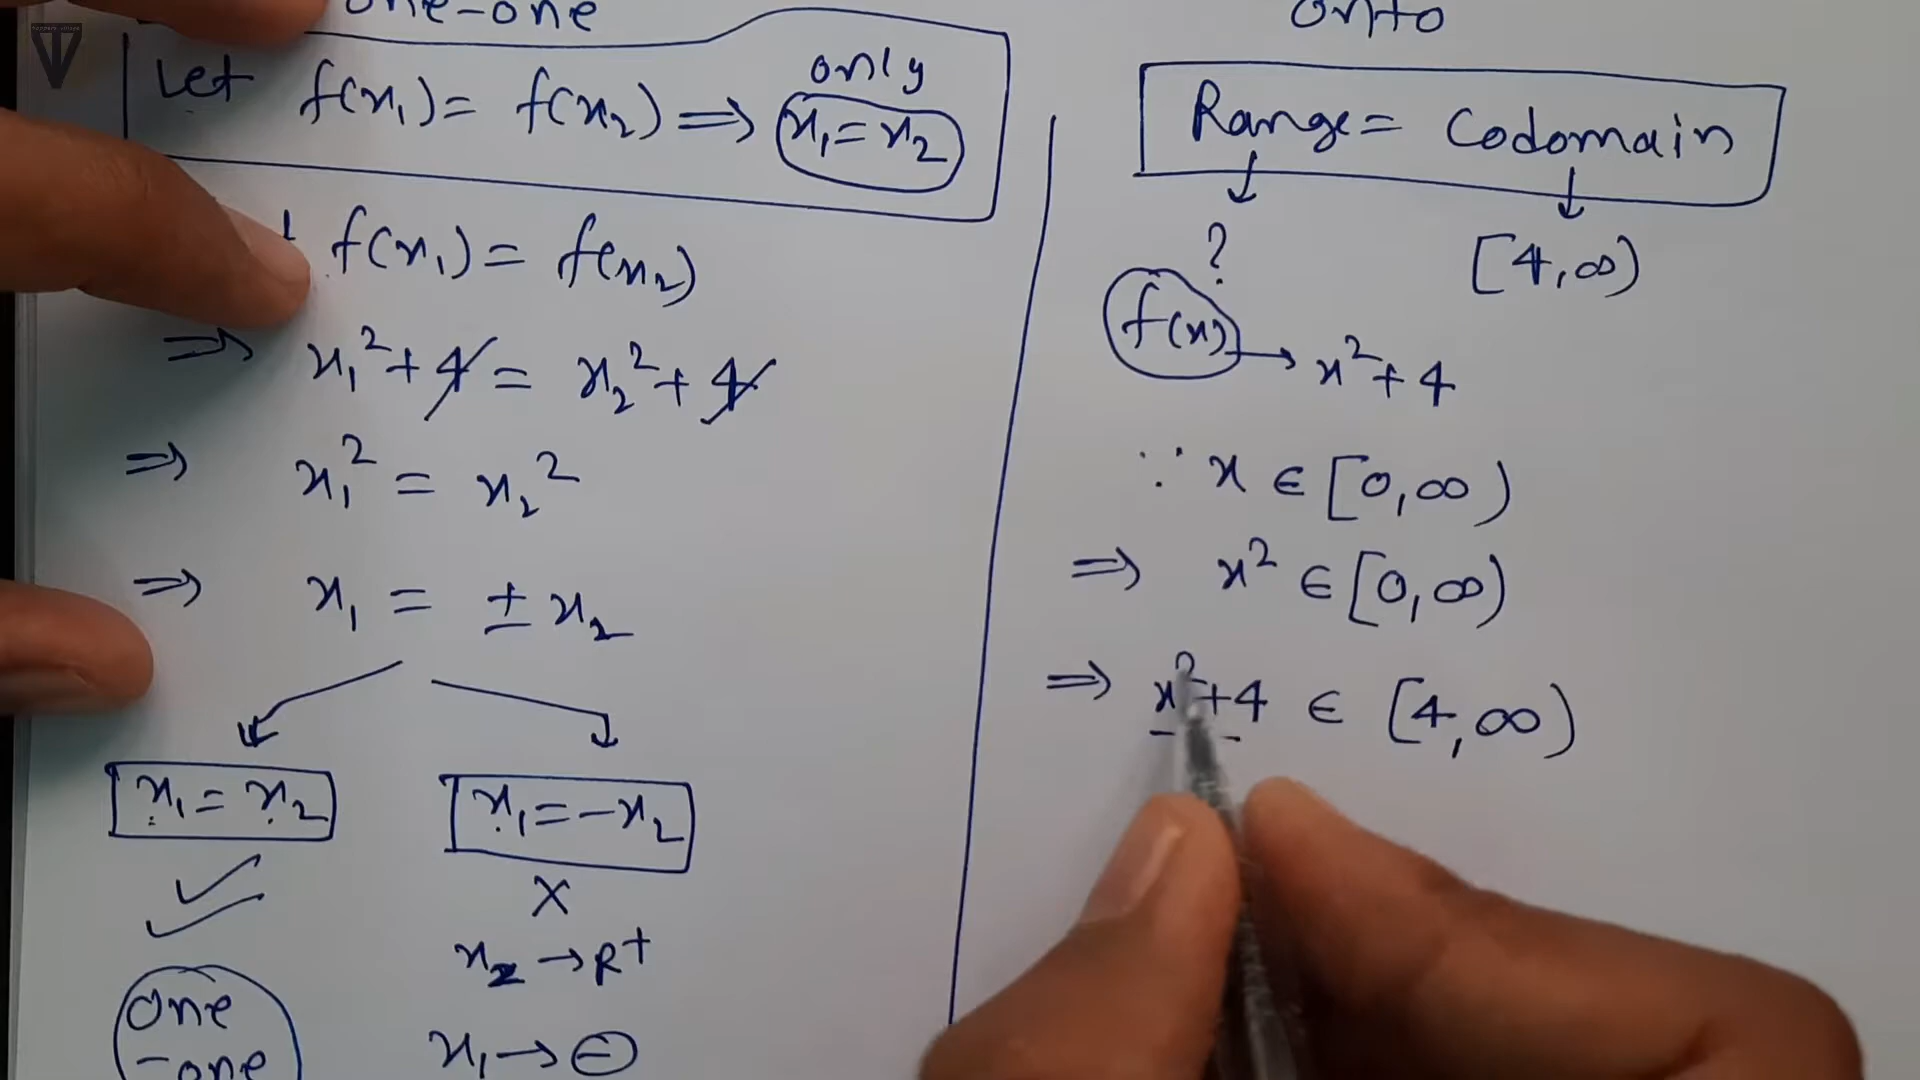 one-one
Let f(x₁) = f(x₂) ⟹ x₁ = x₂
only
f(x₁) = f(x₂)
⟹ x₁² + 4 = x₂² + 4
⟹ x₁² = x₂²
⟹ x₁ = ± x₂
x₁ = x₂
x₁ = -x₂
X
x₂ → R⁺
x₁ → ⊖
One
-one
onto
Range = Codomain
? [4,∞)
f(x) → x² + 4
∵ x ∈ [0,∞)
⟹ x² ∈ [0,∞)
⟹ x² + 4 ∈ [4,∞)